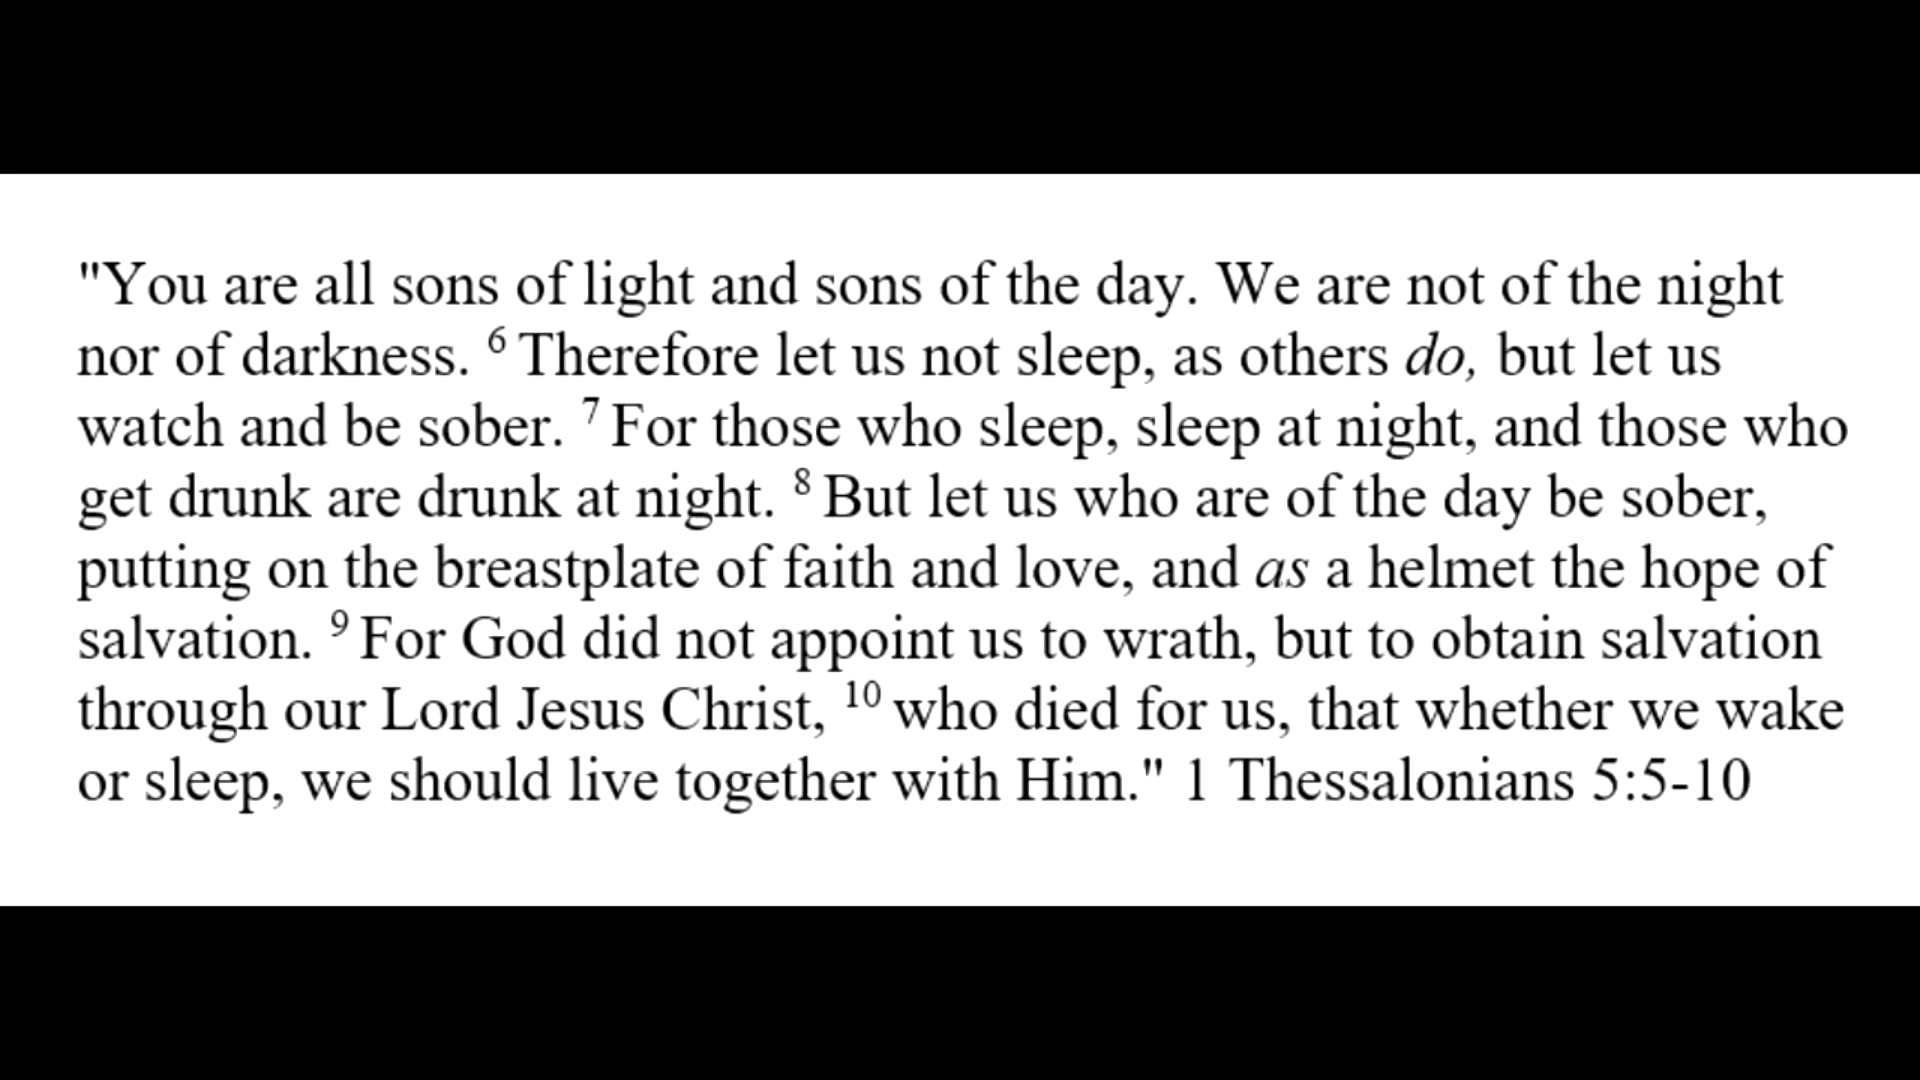 "You are all sons of light and sons of the day. We are not of the night
nor of darkness. 6 Therefore let us not sleep, as others do, but let us
watch and be sober. 7 For those who sleep, sleep at night, and those who
get drunk are drunk at night. 8 But let us who are of the day be sober,
putting on the breastplate of faith and love, and as a helmet the hope of
salvation. 9 For God did not appoint us to wrath, but to obtain salvation
through our Lord Jesus Christ, 10 who died for us, that whether we wake
or sleep, we should live together with Him." 1 Thessalonians 5:5-10